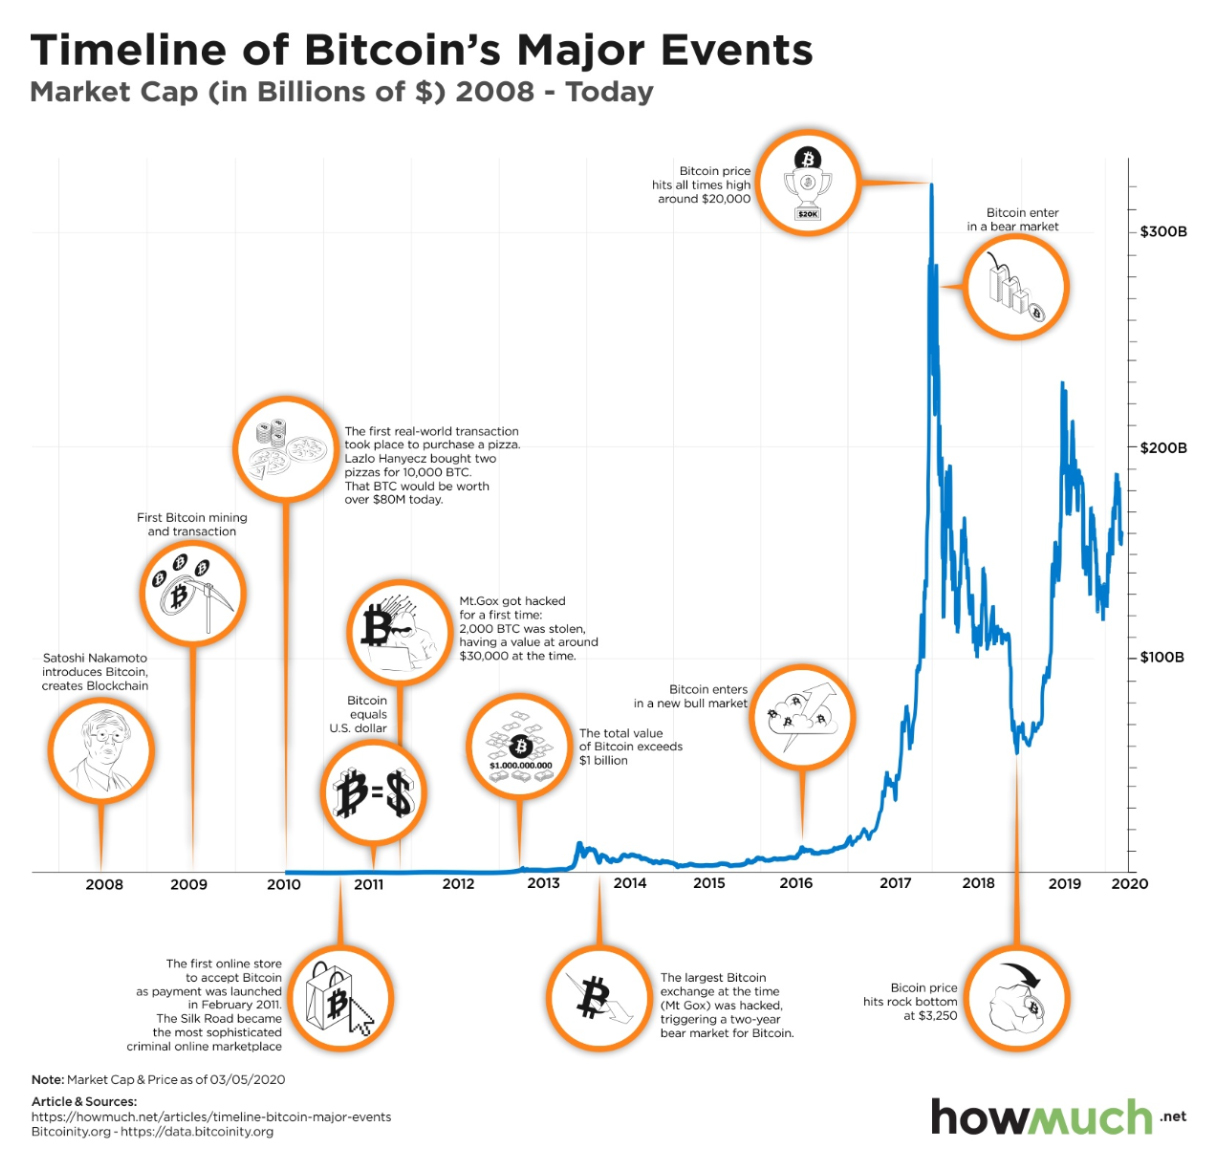 Timeline of Bitcoin's Major Events
Market Cap (in Billions of $) 2008 - Today
Bitcoin price
hits all times high
around $20,000
$20K
Bitcoin enter
in a bear market
$300B
$200B
$100B
The first real-world transaction
took place to purchase a pizza.
Lazlo Hanyecz bought two
pizzas for 10,000 BTC.
That BTC would be worth
over $80M today.
First Bitcoin mining
and transaction
Mt.Gox got hacked
for a first time:
2,000 BTC was stolen,
having a value at around
$30,000 at the time.
Satoshi Nakamoto
introduces Bitcoin,
creates Blockchain
Bitcoin
equals
U.S. dollar
Bitcoin enters
in a new bull market
The total value
of Bitcoin exceeds
$1 billion
$1.000.000.000
2008 2009 2010 2011 2012 2013 2014 2015 2016 2017 2018 2019 2020
The first online store
to accept Bitcoin
as payment was launched
in February 2011.
The Silk Road became
the most sophisticated
criminal online marketplace
The largest Bitcoin
exchange at the time
(Mt Gox) was hacked,
triggering a two-year
bear market for Bitcoin.
Bicoin price
hits rock bottom
at $3,250
Note: Market Cap & Price as of 03/05/2020
Article & Sources:
https://howmuch.net/articles/timeline-bitcoin-major-events
Bitcoinity.org - https://data.bitcoinity.org
howmuch.net